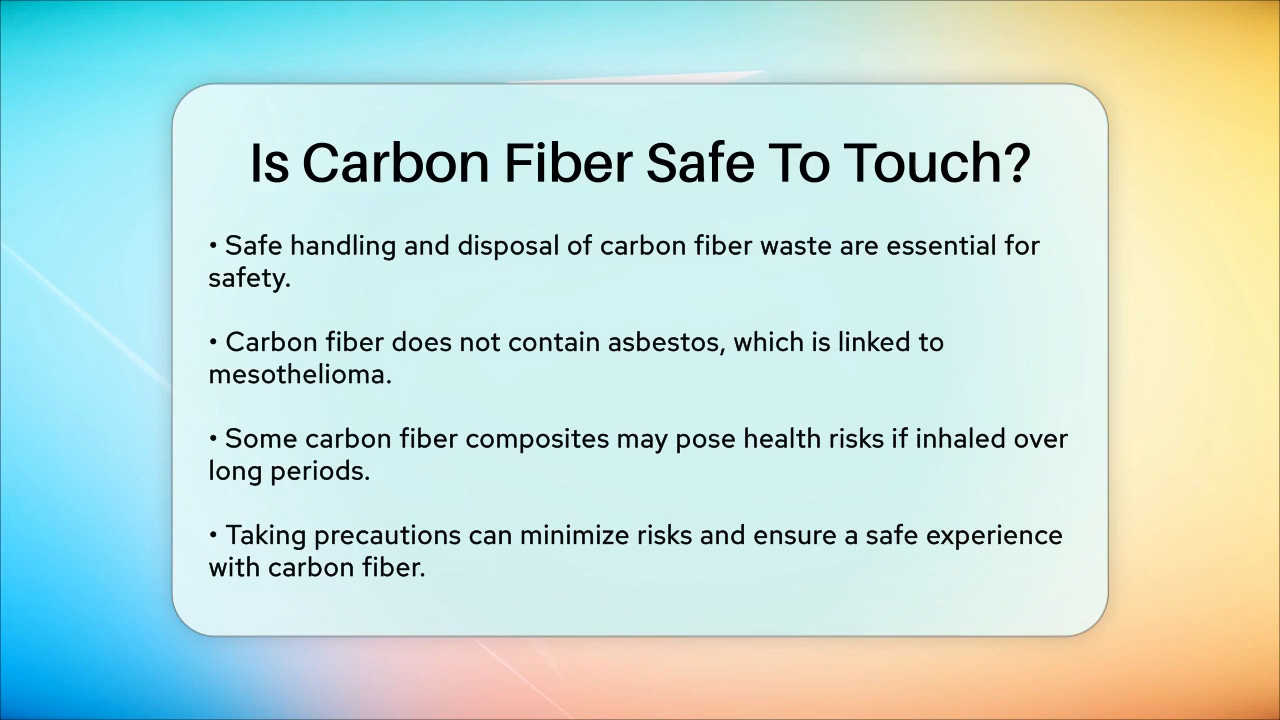 Is Carbon Fiber Safe To Touch?
• Safe handling and disposal of carbon fiber waste are essential for
safety.
• Carbon fiber does not contain asbestos, which is linked to
mesothelioma.
• Some carbon fiber composites may pose health risks if inhaled over
long periods.
• Taking precautions can minimize risks and ensure a safe experience
with carbon fiber.